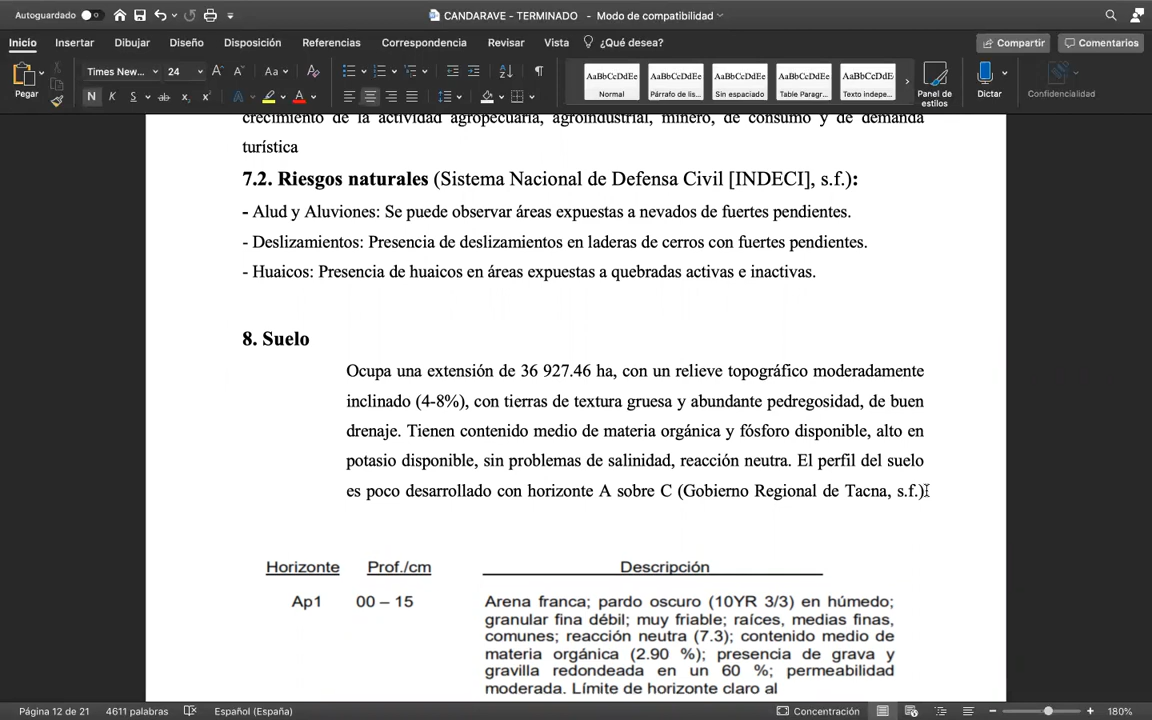 Autoguardado
CANDARAVE - TERMINADO - Modo de compatibilidad
Inicio Insertar Dibujar Diseño Disposición Referencias Correspondencia Revisar Vista ¿Qué desea? Compartir Comentarios
Pegar
Times New... 24
N K S ab x₂ x²
AaBbCcDdEe Normal
AaBbCcDdEe Párrafo de lis...
AaBbCcDdEe Sin espaciado
AaBbCcDdEe Table Paragr...
AaBbCcDdE Texto indepe...
Panel de estilos
Dictar
Confidencialidad
crecimiento de la actividad agropecuaria, agroindustrial, minero, de consumo y de demanda
turística
7.2. Riesgos naturales (Sistema Nacional de Defensa Civil [INDECI], s.f.):
- Alud y Aluviones: Se puede observar áreas expuestas a nevados de fuertes pendientes.
- Deslizamientos: Presencia de deslizamientos en laderas de cerros con fuertes pendientes.
- Huaicos: Presencia de huaicos en áreas expuestas a quebradas activas e inactivas.
8. Suelo
Ocupa una extensión de 36 927.46 ha, con un relieve topográfico moderadamente
inclinado (4-8%), con tierras de textura gruesa y abundante pedregosidad, de buen
drenaje. Tienen contenido medio de materia orgánica y fósforo disponible, alto en
potasio disponible, sin problemas de salinidad, reacción neutra. El perfil del suelo
es poco desarrollado con horizonte A sobre C (Gobierno Regional de Tacna, s.f.)
Horizonte Prof./cm Descripción
Ap1 00 – 15 Arena franca; pardo oscuro (10YR 3/3) en húmedo;
granular fina débil; muy friable; raíces, medias finas,
comunes; reacción neutra (7.3); contenido medio de
materia orgánica (2.90 %); presencia de grava y
gravilla redondeada en un 60 %; permeabilidad
moderada. Límite de horizonte claro al
Página 12 de 21 4611 palabras Español (España) Concentración 180%